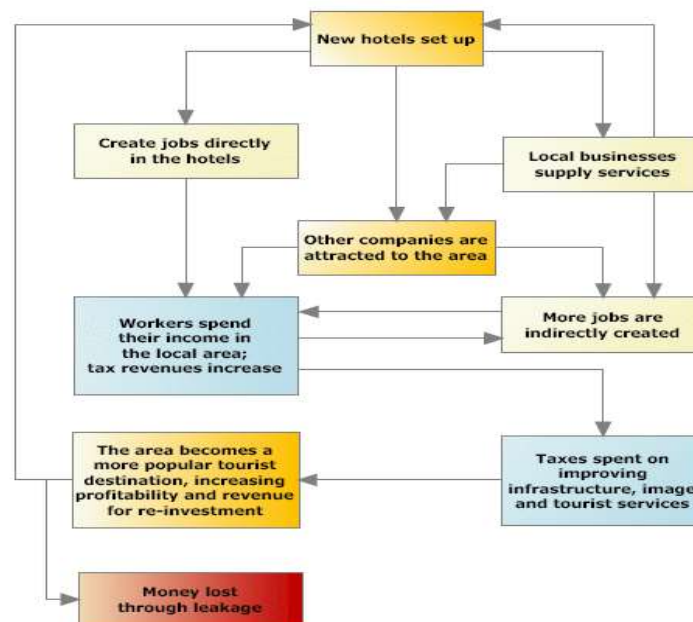 New hotels set up
Create jobs directly
in the hotels
Local businesses
supply services
Other companies are
attracted to the area
Workers spend
their income in
the local area;
tax revenues increase
More jobs are
indirectly created
The area becomes a
more popular tourist
destination, increasing
profitability and revenue
for re-investment
Taxes spent on
improving
infrastructure, image
and tourist services
Money lost
through leakage